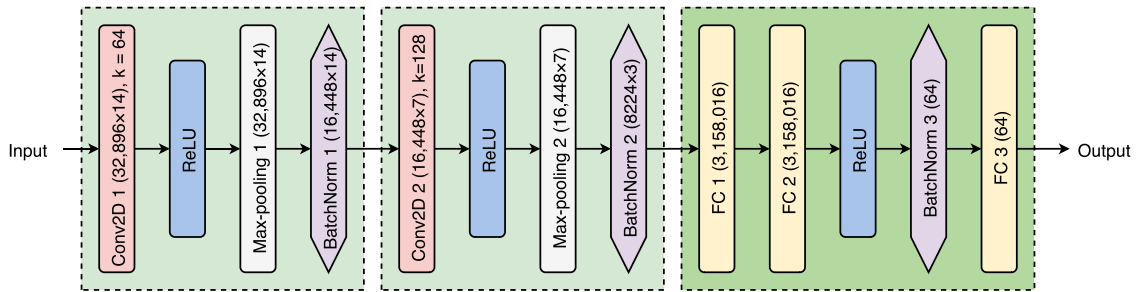 Input
Conv2D 1 (32,896×14), k = 64
ReLU
Max-pooling 1 (32,896×14)
BatchNorm 1 (16,448×14)
Conv2D 2 (16,448×7), k=128
ReLU
Max-pooling 2 (16,448×7)
BatchNorm 2 (8224×3)
FC 1 (3,158,016)
FC 2 (3,158,016)
ReLU
BatchNorm 3 (64)
FC 3 (64)
Output